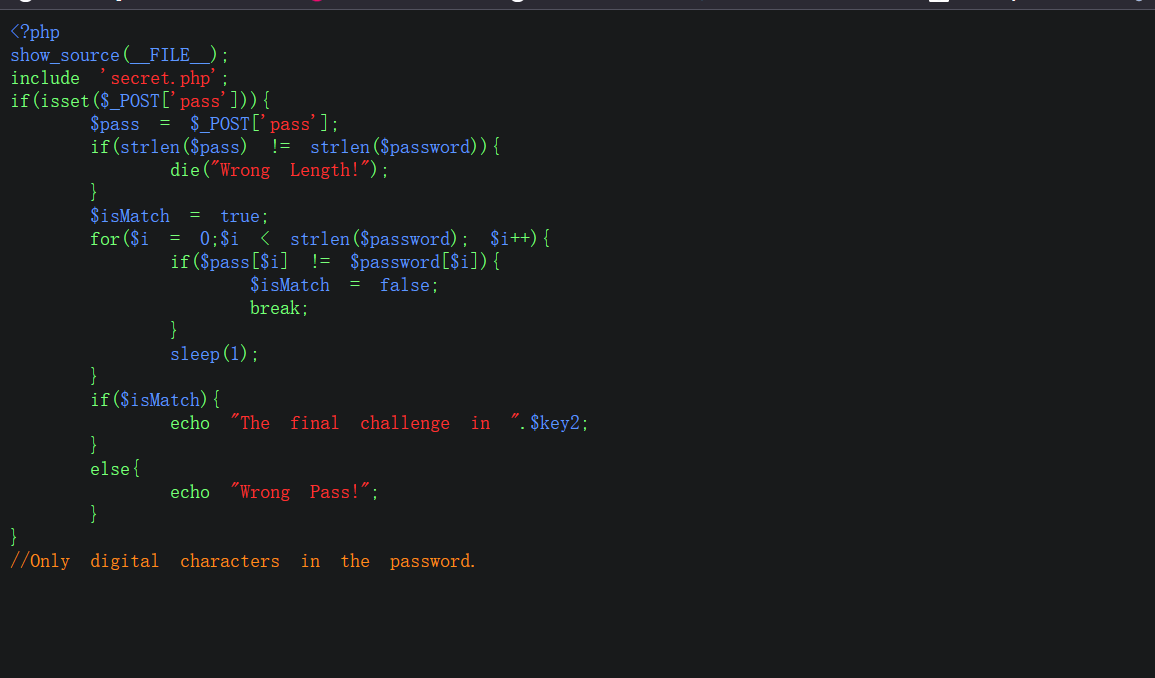 <?php
show_source(__FILE__);
include 'secret.php';
if(isset($_POST['pass'])){
        $pass = $_POST['pass'];
        if(strlen($pass) != strlen($password)){
                die("Wrong Length!");
        }
        $isMatch = true;
        for($i = 0;$i < strlen($password); $i++){
                if($pass[$i] != $password[$i]){
                        $isMatch = false;
                        break;
                }
                sleep(1);
        }
        if($isMatch){
                echo "The final challenge in ".$key2;
        }
        else{
                echo "Wrong Pass!";
        }
}
//Only digital characters in the password.